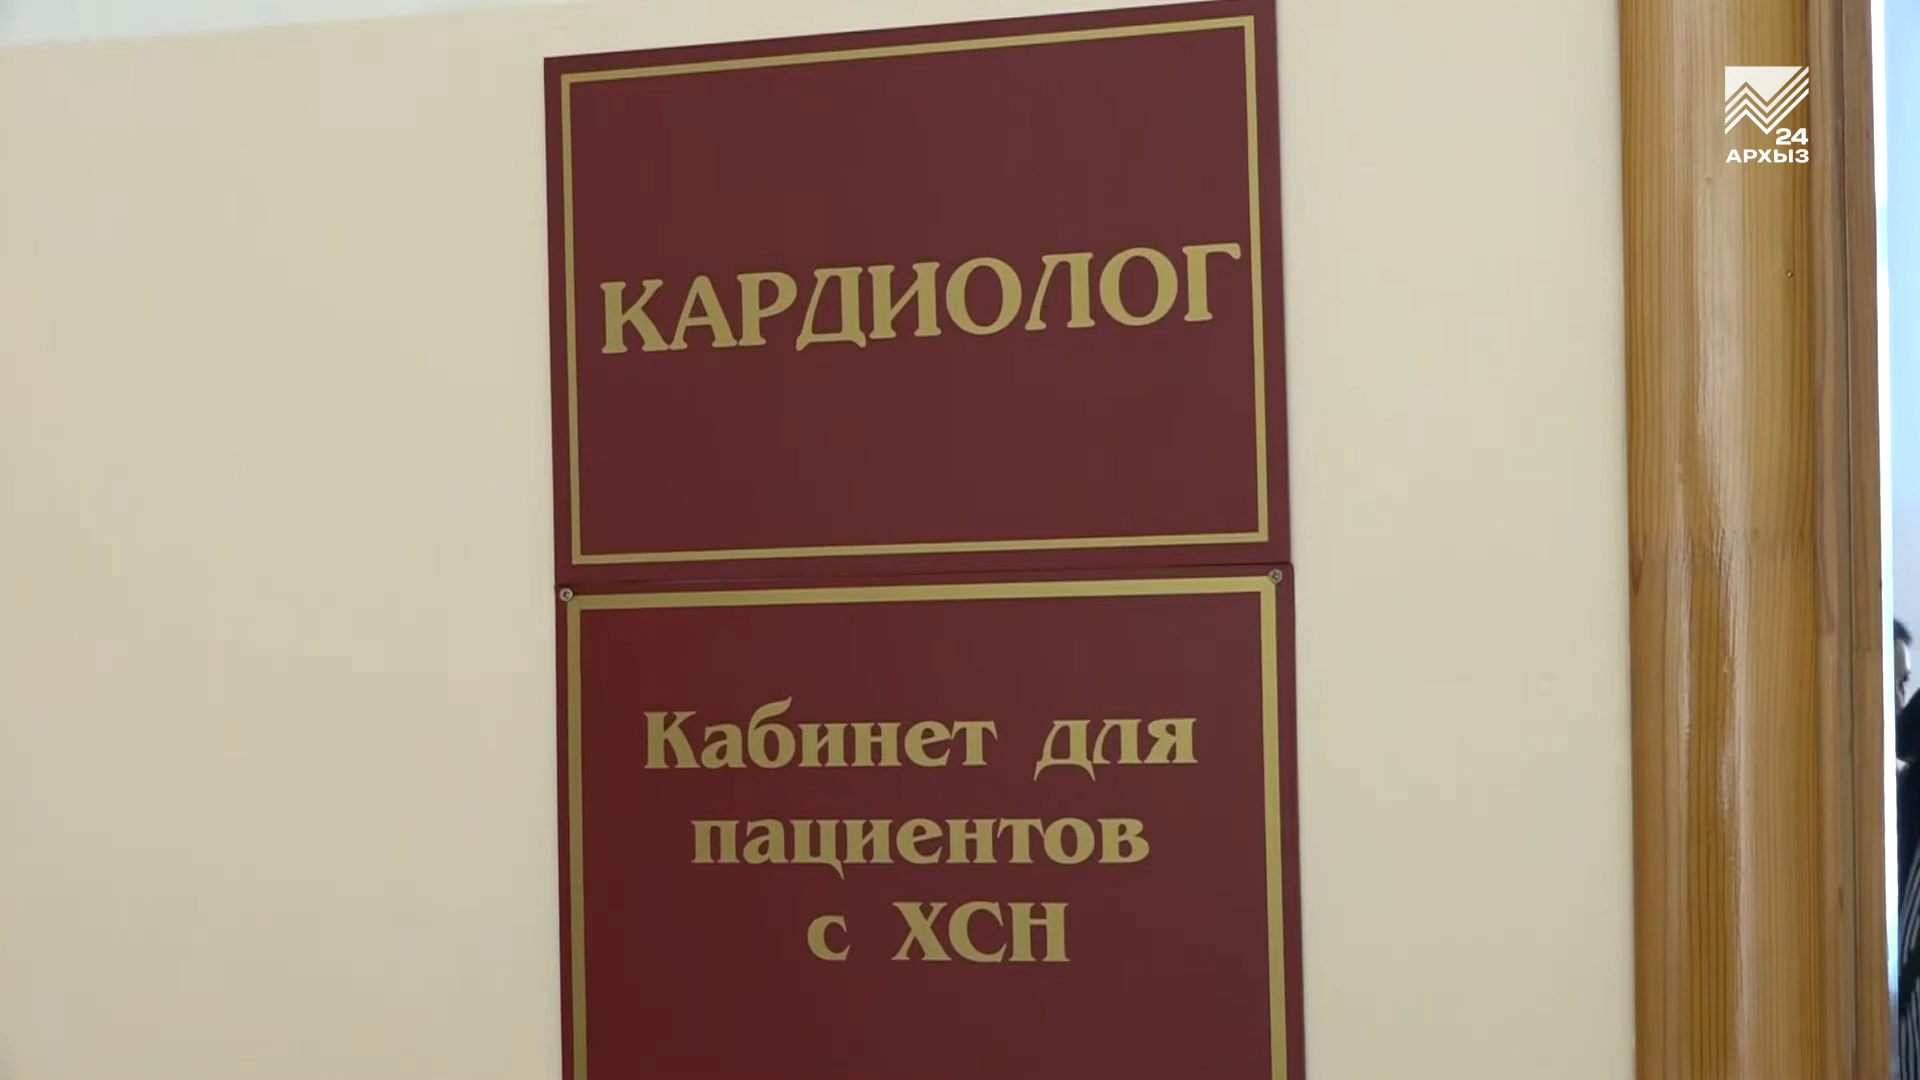 24
АРХЫЗ
КАРДИОЛОГ
Кабинет для
пациентов
с ХСН